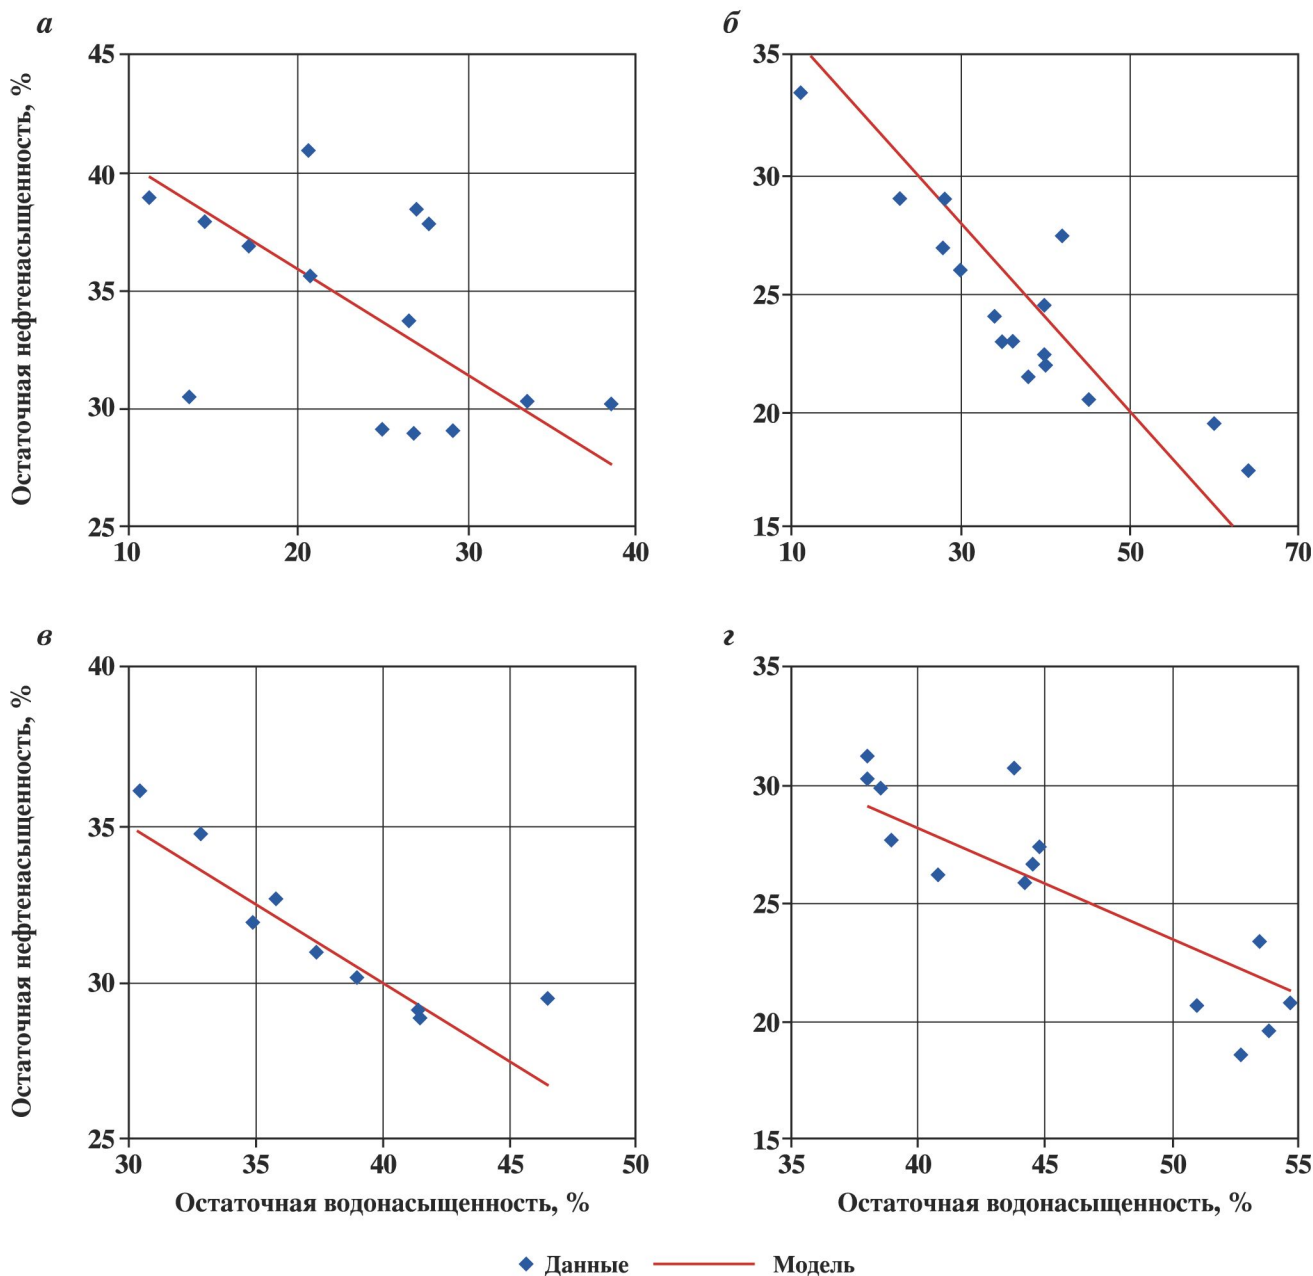 а
45
40
35
30
25
10 20 30 40
Остаточная нефтенасыщенность, %
б
35
30
25
20
15
10 30 50 70
в
40
35
30
25
30 35 40 45 50
Остаточная нефтенасыщенность, %
Остаточная водонасыщенность, %
г
35
30
25
20
15
35 40 45 50 55
Остаточная водонасыщенность, %
Данные Модель